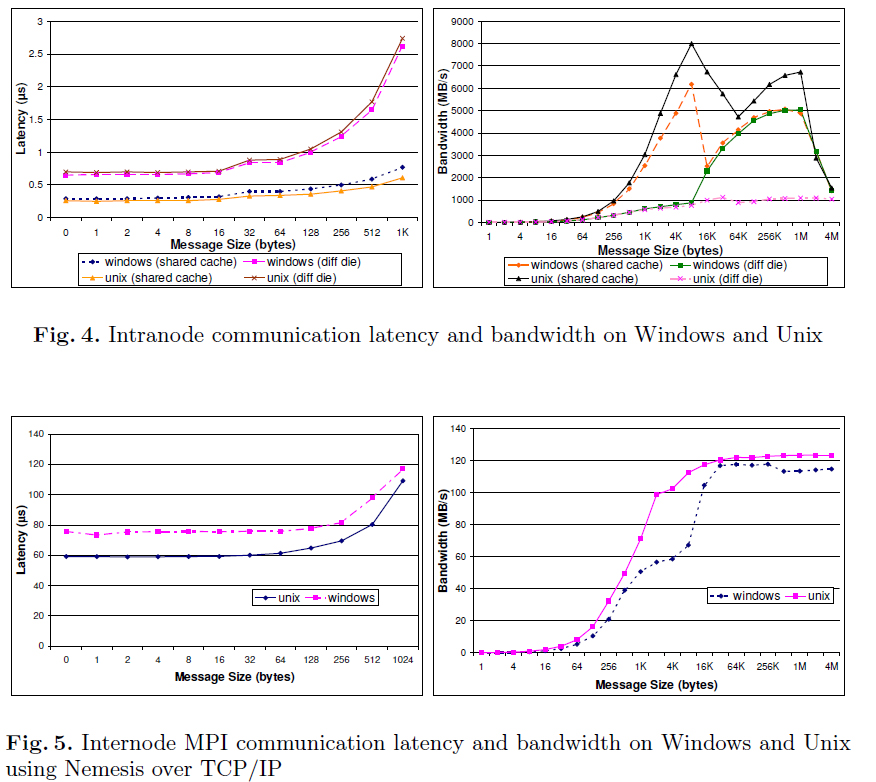 3
2.5
2
1.5
1
0.5
0
Latency (µs)
0 1 2 4 8 16 32 64 128 256 512 1K
Message Size (bytes)
windows (shared cache) windows (diff die)
unix (shared cache) unix (diff die)
9000
8000
7000
6000
5000
4000
3000
2000
1000
0
Bandwidth (MB/s)
1 4 16 64 256 1K 4K 16K 64K 256K 1M 4M
Message Size (bytes)
windows (shared cache) windows (diff die)
unix (shared cache) unix (diff die)
Fig. 4. Intranode communication latency and bandwidth on Windows and Unix
140
120
100
80
60
40
20
0
Latency (µs)
unix windows
0 1 2 4 8 16 32 64 128 256 512 1024
Message Size (bytes)
140
120
100
80
60
40
20
0
Bandwidth (MB/s)
windows unix
1 4 16 64 256 1K 4K 16K 64K 256K 1M 4M
Message Size (bytes)
Fig. 5. Internode MPI communication latency and bandwidth on Windows and Unix
using Nemesis over TCP/IP